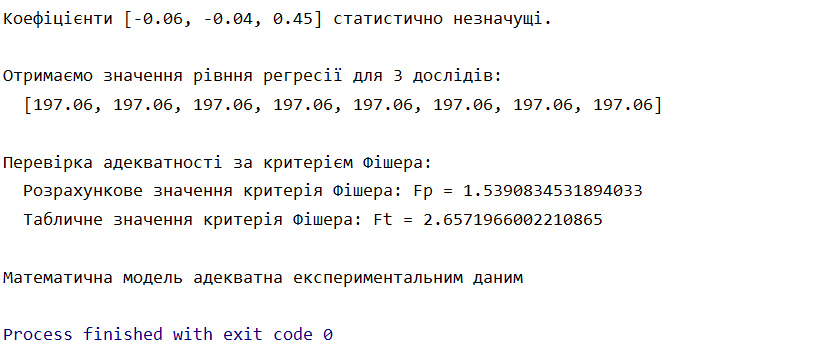 Коефіцієнти [-0.06, -0.04, 0.45] статистично незначущі.
Отримаємо значення рівння регресії для 3 дослідів:
[197.06, 197.06, 197.06, 197.06, 197.06, 197.06, 197.06, 197.06]
Перевірка адекватності за критерієм Фішера:
Розрахункове значення критерія Фішера: Fp = 1.5390834531894033
Табличне значення критерія Фішера: Ft = 2.6571966002210865
Математична модель адекватна експериментальним даним
Process finished with exit code 0